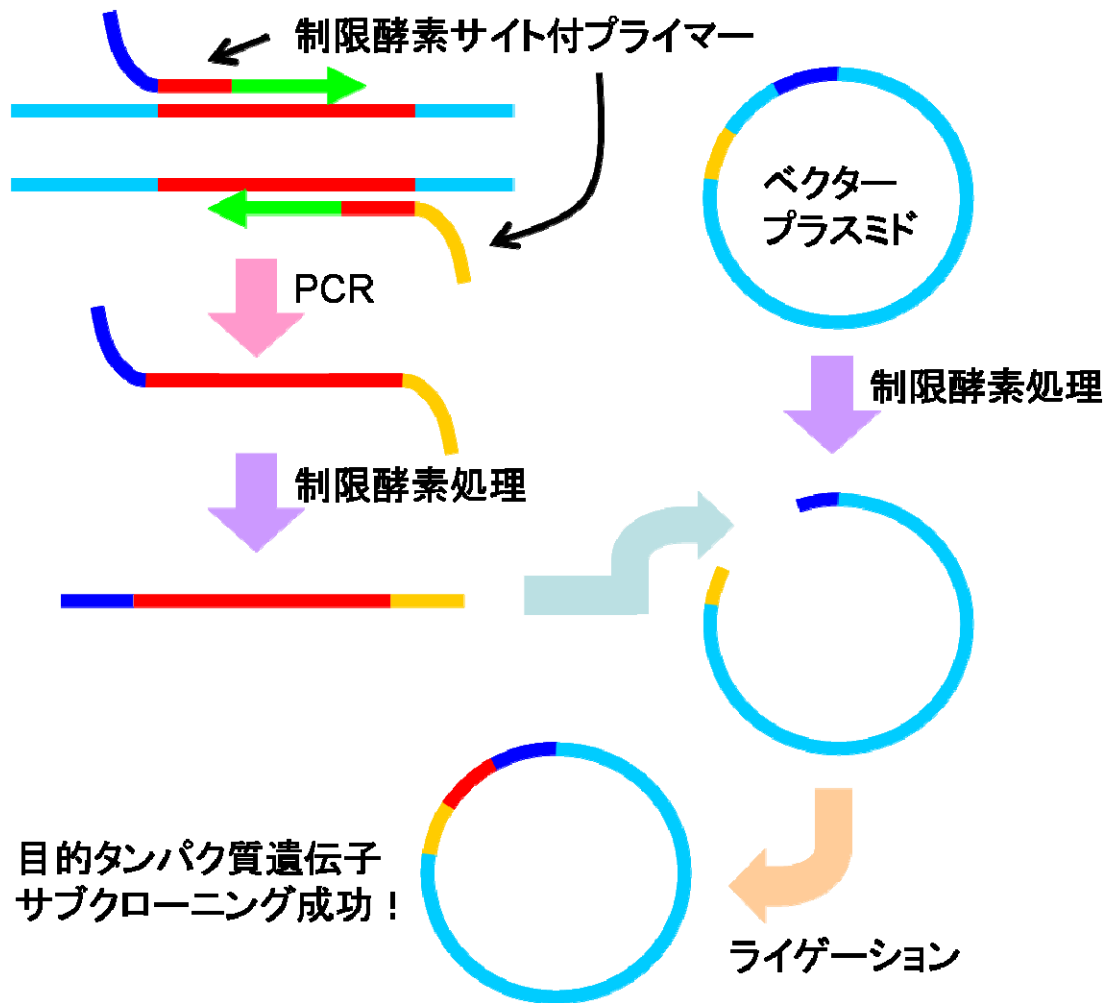 制限酵素サイト付プライマー
ベクター
プラスミド
PCR
制限酵素処理
制限酵素処理
目的タンパク質遺伝子
サブクローニング成功！
ライゲーション